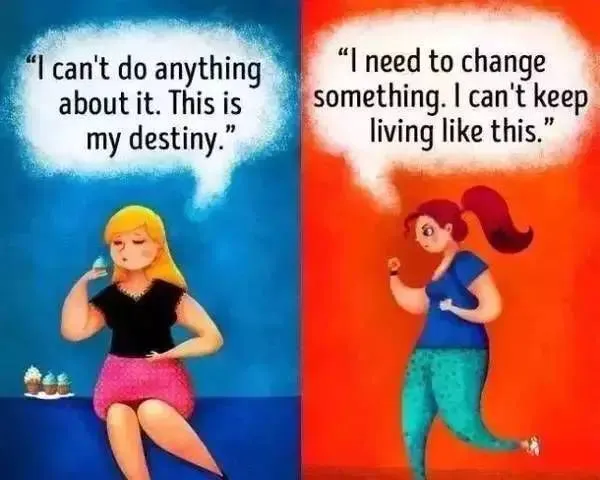 “I can't do anything
about it. This is
my destiny.”
“I need to change
something. I can't keep
living like this.”